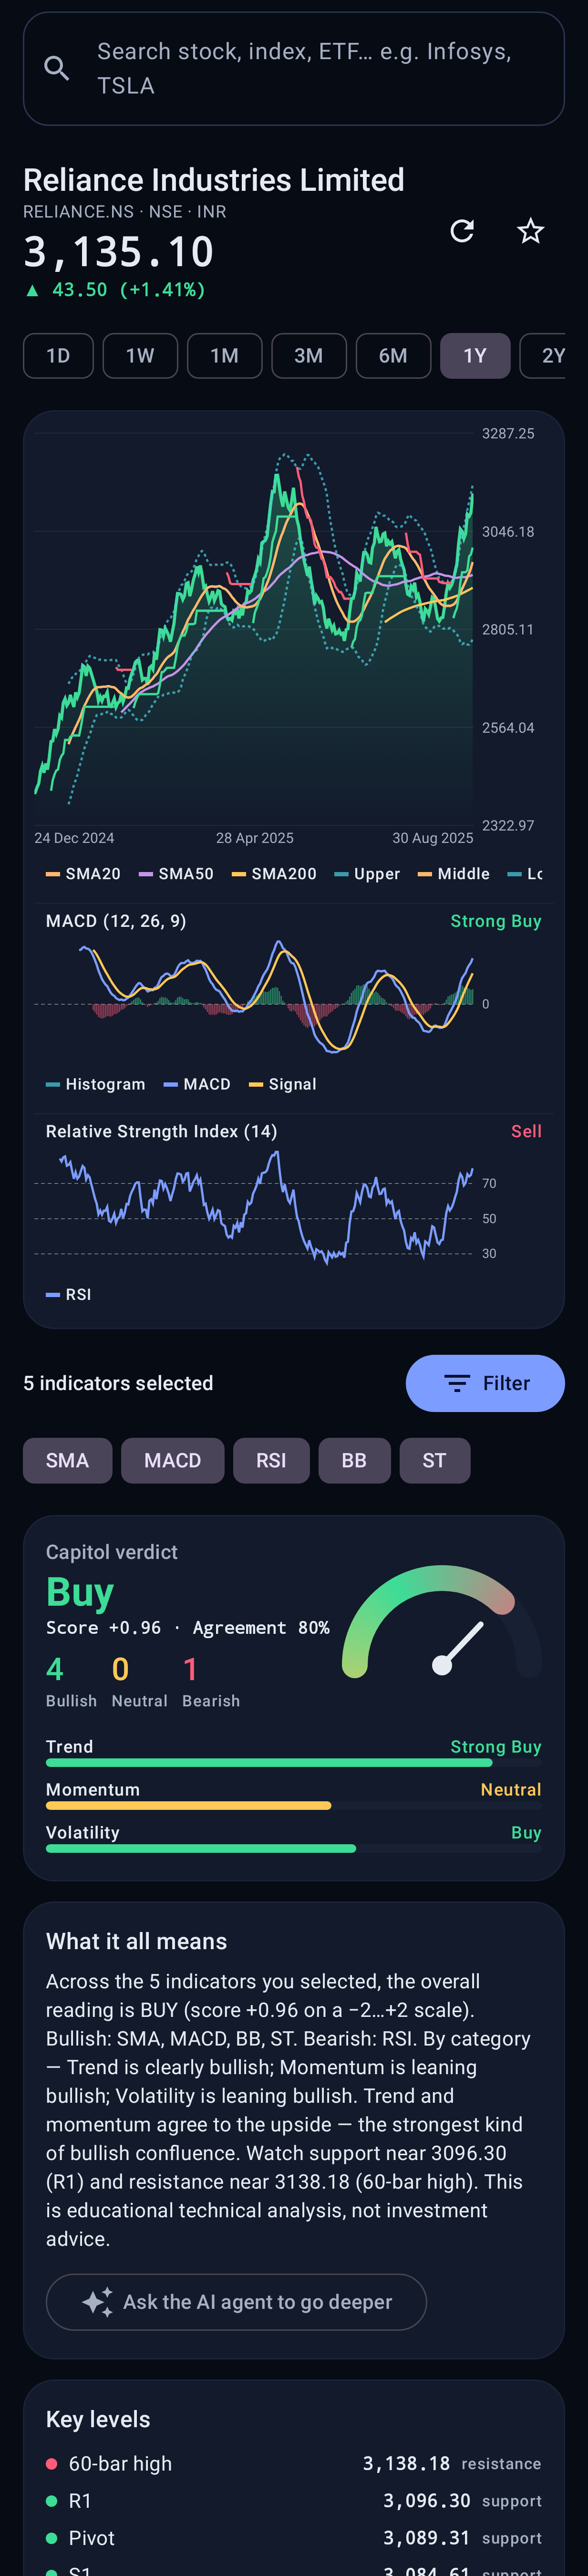 Search stock, index, ETF… e.g. Infosys,
TSLA
Reliance Industries Limited
RELIANCE.NS · NSE · INR
3,135.10
▲ 43.50 (+1.41%)
1D 1W 1M 3M 6M 1Y 2Y
3287.25
3046.18
2805.11
2564.04
2322.97
24 Dec 2024 28 Apr 2025 30 Aug 2025
SMA20 SMA50 SMA200 Upper Middle Lo
MACD (12, 26, 9) Strong Buy
0
Histogram MACD Signal
Relative Strength Index (14) Sell
70
50
30
RSI
5 indicators selected Filter
SMA MACD RSI BB ST
Capitol verdict
Buy
Score +0.96 · Agreement 80%
4 0 1
Bullish Neutral Bearish
Trend Strong Buy
Momentum Neutral
Volatility Buy
What it all means
Across the 5 indicators you selected, the overall
reading is BUY (score +0.96 on a −2…+2 scale).
Bullish: SMA, MACD, BB, ST. Bearish: RSI. By category
— Trend is clearly bullish; Momentum is leaning
bullish; Volatility is leaning bullish. Trend and
momentum agree to the upside — the strongest kind
of bullish confluence. Watch support near 3096.30
(R1) and resistance near 3138.18 (60-bar high). This
is educational technical analysis, not investment
advice.
Ask the AI agent to go deeper
Key levels
60-bar high 3,138.18 resistance
R1 3,096.30 support
Pivot 3,089.31 support
S1 3,084.61 support